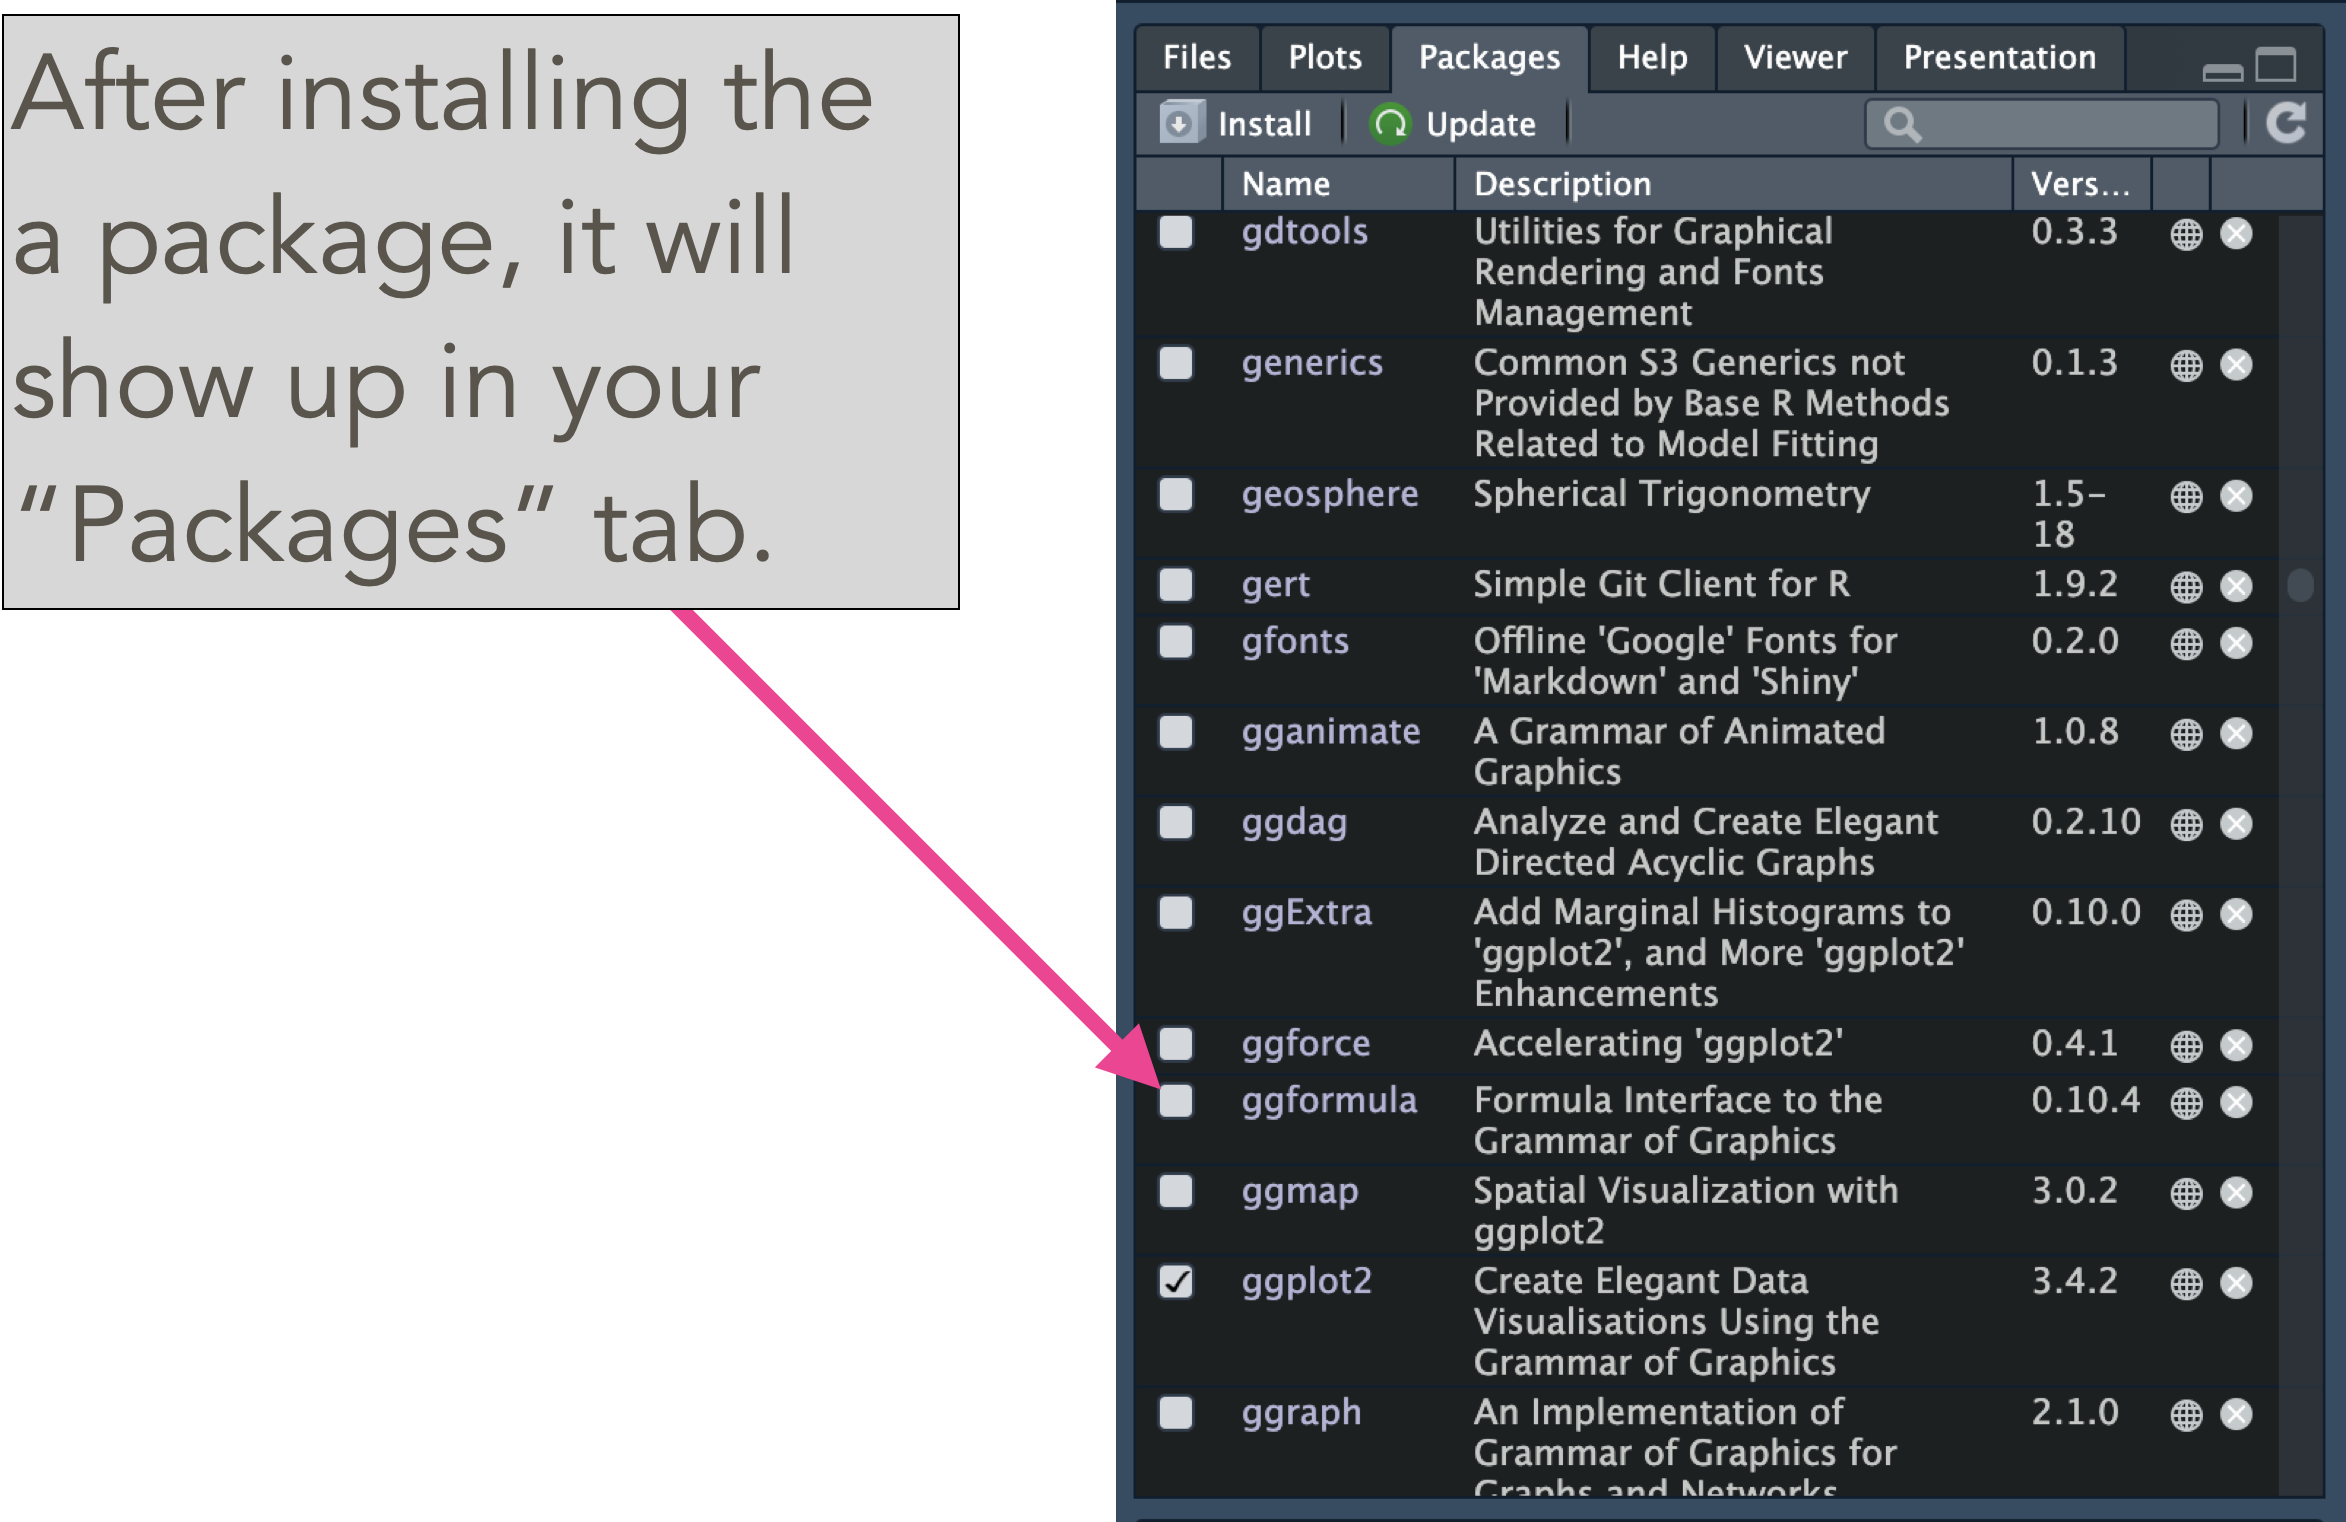 After installing the
a package, it will
show up in your
“Packages” tab.
Files Plots Packages Help Viewer Presentation
Install Update
Name Description Vers...
gdtools Utilities for Graphical 0.3.3
Rendering and Fonts
Management
generics Common S3 Generics not 0.1.3
Provided by Base R Methods
Related to Model Fitting
geosphere Spherical Trigonometry 1.5-
18
gert Simple Git Client for R 1.9.2
gfonts Offline 'Google' Fonts for 0.2.0
'Markdown' and 'Shiny'
gganimate A Grammar of Animated 1.0.8
Graphics
ggdag Analyze and Create Elegant 0.2.10
Directed Acyclic Graphs
ggExtra Add Marginal Histograms to 0.10.0
'ggplot2', and More 'ggplot2'
Enhancements
ggforce Accelerating 'ggplot2' 0.4.1
ggformula Formula Interface to the 0.10.4
Grammar of Graphics
ggmap Spatial Visualization with 3.0.2
ggplot2
ggplot2 Create Elegant Data 3.4.2
Visualisations Using the
Grammar of Graphics
ggraph An Implementation of 2.1.0
Grammar of Graphics for
Graphs and Networks